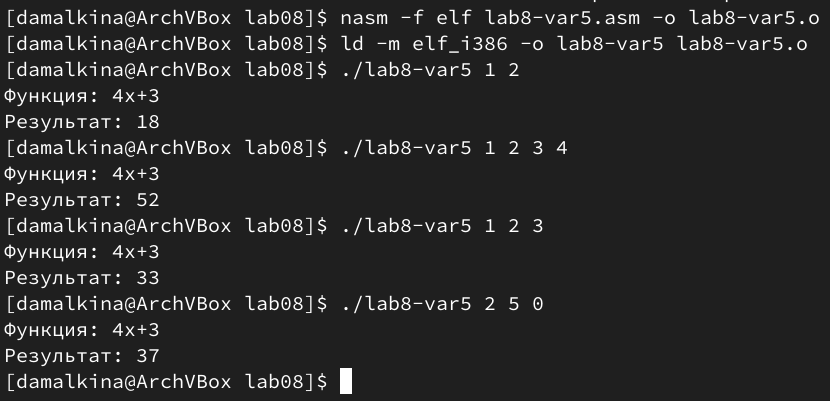 [damalkina@ArchVBox lab08]$ nasm -f elf lab8-var5.asm -o lab8-var5.o
[damalkina@ArchVBox lab08]$ ld -m elf_i386 -o lab8-var5 lab8-var5.o
[damalkina@ArchVBox lab08]$ ./lab8-var5 1 2
Функция: 4x+3
Результат: 18
[damalkina@ArchVBox lab08]$ ./lab8-var5 1 2 3 4
Функция: 4x+3
Результат: 52
[damalkina@ArchVBox lab08]$ ./lab8-var5 1 2 3
Функция: 4x+3
Результат: 33
[damalkina@ArchVBox lab08]$ ./lab8-var5 2 5 0
Функция: 4x+3
Результат: 37
[damalkina@ArchVBox lab08]$